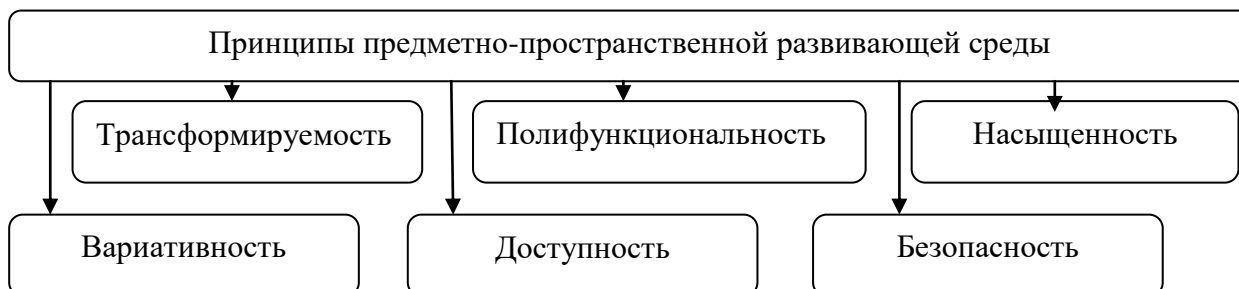 Принципы предметно-пространственной развивающей среды
Трансформируемость
Полифункциональность
Насыщенность
Вариативность
Доступность
Безопасность